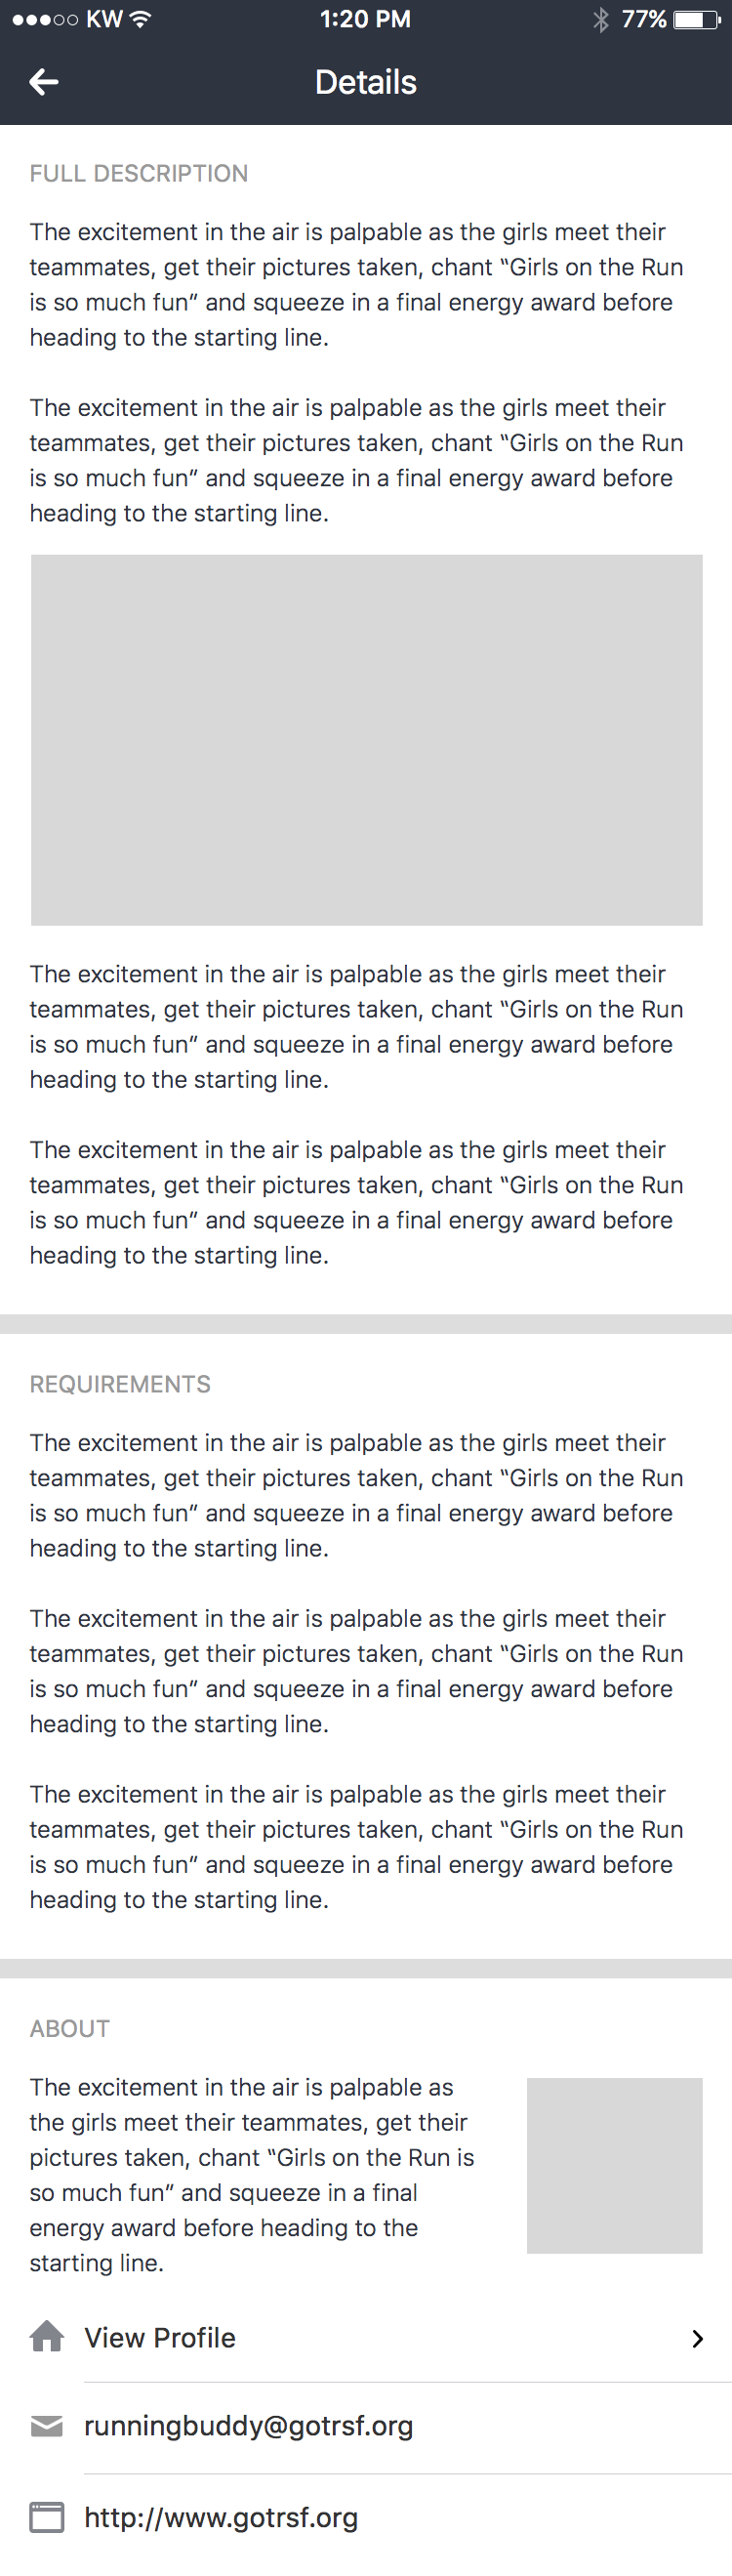 KW 1:20 PM 77%
Details
FULL DESCRIPTION
The excitement in the air is palpable as the girls meet their
teammates, get their pictures taken, chant “Girls on the Run
is so much fun” and squeeze in a final energy award before
heading to the starting line.
The excitement in the air is palpable as the girls meet their
teammates, get their pictures taken, chant “Girls on the Run
is so much fun” and squeeze in a final energy award before
heading to the starting line.
The excitement in the air is palpable as the girls meet their
teammates, get their pictures taken, chant “Girls on the Run
is so much fun” and squeeze in a final energy award before
heading to the starting line.
The excitement in the air is palpable as the girls meet their
teammates, get their pictures taken, chant “Girls on the Run
is so much fun” and squeeze in a final energy award before
heading to the starting line.
REQUIREMENTS
The excitement in the air is palpable as the girls meet their
teammates, get their pictures taken, chant “Girls on the Run
is so much fun” and squeeze in a final energy award before
heading to the starting line.
The excitement in the air is palpable as the girls meet their
teammates, get their pictures taken, chant “Girls on the Run
is so much fun” and squeeze in a final energy award before
heading to the starting line.
The excitement in the air is palpable as the girls meet their
teammates, get their pictures taken, chant “Girls on the Run
is so much fun” and squeeze in a final energy award before
heading to the starting line.
ABOUT
The excitement in the air is palpable as
the girls meet their teammates, get their
pictures taken, chant “Girls on the Run is
so much fun” and squeeze in a final
energy award before heading to the
starting line.
View Profile
runningbuddy@gotrsf.org
http://www.gotrsf.org